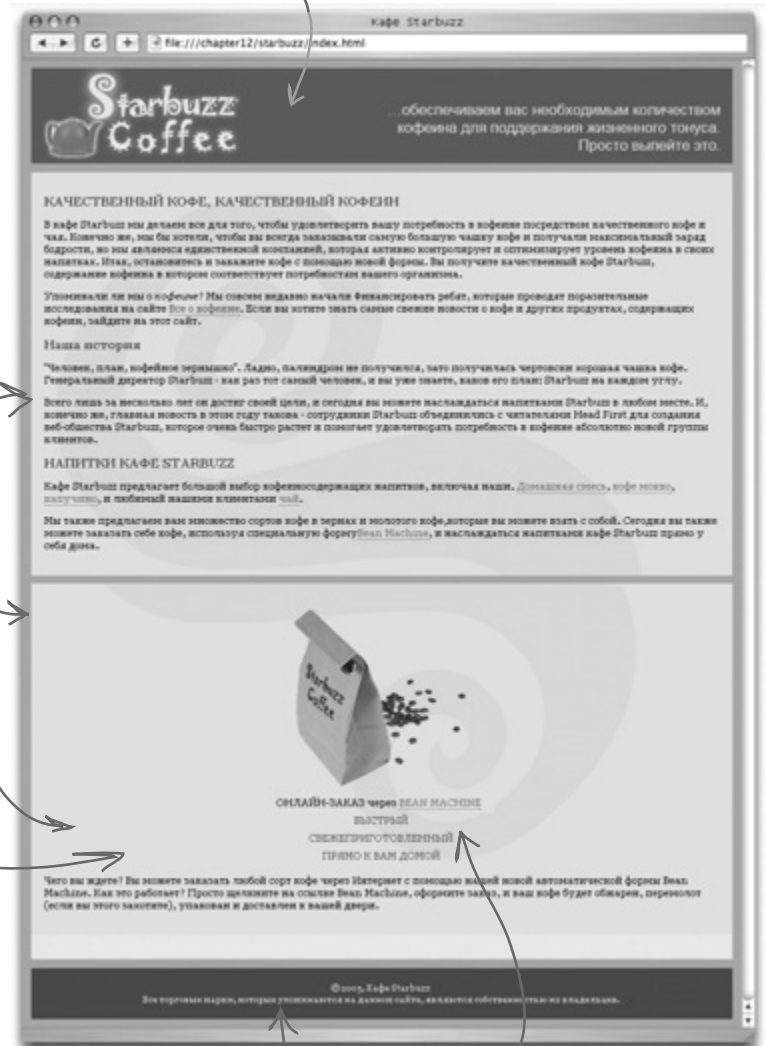 Кафе Starbuzz
file:///chapter12/starbuzz/index.html
Starbuzz
Coffee
...обеспечиваем вас необходимым количеством
кофеина для поддержания жизненного тонуса.
Просто выпейте это.
КАЧЕСТВЕННЫЙ КОФЕ, КАЧЕСТВЕННЫЙ КОФЕИН
В кафе Starbuzz мы делаем все для того, чтобы удовлетворить вашу потребность в кофеине посредством качественного кофе и
чая. Конечно же, мы бы хотели, чтобы вы всегда заказывали самую большую чашку кофе и получали максимальный заряд
бодрости, но мы являемся единственной компанией, которая активно контролирует и оптимизирует уровень кофеина в своих
напитках. Итак, остановитесь и закажите кофе с помощью новой формы. Вы получите качественный кофе Starbuzz,
содержание кофеина в котором соответствует потребностям вашего организма.
Упоминали ли мы о кофеине? Мы совсем недавно начали финансировать ребят, которые проводят поразительные
исследования на сайте Все о кофеине. Если вы хотите знать самые свежие новости о кофе и других продуктах, содержащих
кофеин, зайдите на этот сайт.
Наша история
"Человек, план, кофейное зернышко". Ладно, палиндром не получился, зато получилась чертовски хорошая чашка кофе.
Генеральный директор Starbuzz - как раз тот самый человек, и вы уже знаете, каков его план: Starbuzz на каждом углу.
Всего лишь за несколько лет он достиг своей цели, и сегодня вы можете наслаждаться напитками Starbuzz в любом месте. И,
конечно же, главная новость в этом году такова - сотрудники Starbuzz объединились с читателями Head First для создания
веб-общества Starbuzz, которое очень быстро растет и помогает удовлетворять потребность в кофеине абсолютно новой группы
клиентов.
НАПИТКИ КАФЕ STARBUZZ
Кафе Starbuzz предлагает большой выбор кофеиносодержащих напитков, включая наши. Домашняя смесь, кофе мокко,
капучино, и любимый нашими клиентами чай.
Мы также предлагаем вам множество сортов кофе в зернах и молотого кофе,которые вы можете взять с собой. Сегодня вы также
можете заказать себе кофе, используя специальную формуBean Machine, и наслаждаться напитками кафе Starbuzz прямо у
себя дома.
Starbuzz
Coffee
ОНЛАЙН-ЗАКАЗ через BEAN MACHINE
БЫСТРЫЙ
СВЕЖЕПРИГОТОВЛЕННЫЙ
ПРЯМО К ВАМ ДОМОЙ
Чего вы ждете? Вы можете заказать любой сорт кофе через Интернет с помощью нашей новой автоматической формы Bean
Machine. Как это работает? Просто щелкните на ссылке Bean Machine, оформите заказ, и ваш кофе будет обжарен, перемолот
(если вы этого захотите), упакован и доставлен к вашей двери.
©2005, Кафе Starbuzz
Все торговые марки, которые упоминаются на данном сайте, являются собственностью их владельцев.